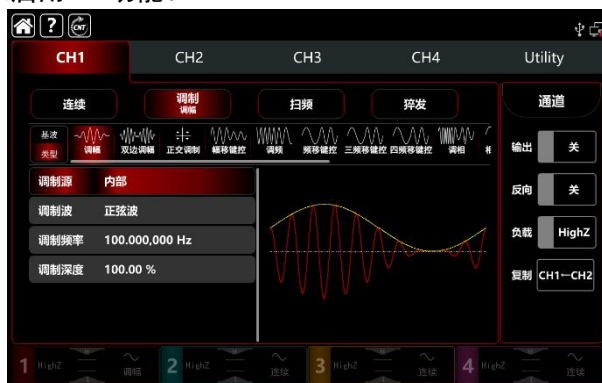 ? CNT
CH1 CH2 CH3 CH4 Utility
连续 调制 扫频 猝发 通道
调幅
基波
类型 调幅 双边调幅 正交调制 幅移键控 调频 频移键控 三频移键控 四频移键控 调相
输出 关
调制源 内部
反向 关
调制波 正弦波
负载 HighZ
调制频率 100.000,000 Hz
调制深度 100.00 %
复制 CH1←CH2
1 HighZ 调幅 2 HighZ 连续 3 HighZ 连续 4 HighZ 连续